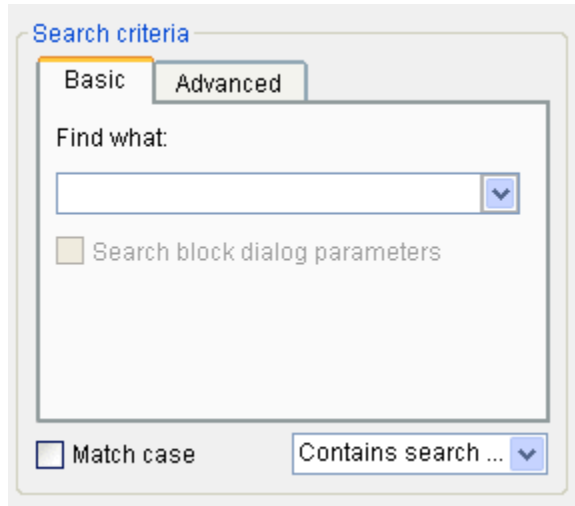 Search criteria
Basic Advanced
Find what:
Search block dialog parameters
Match case Contains search ...